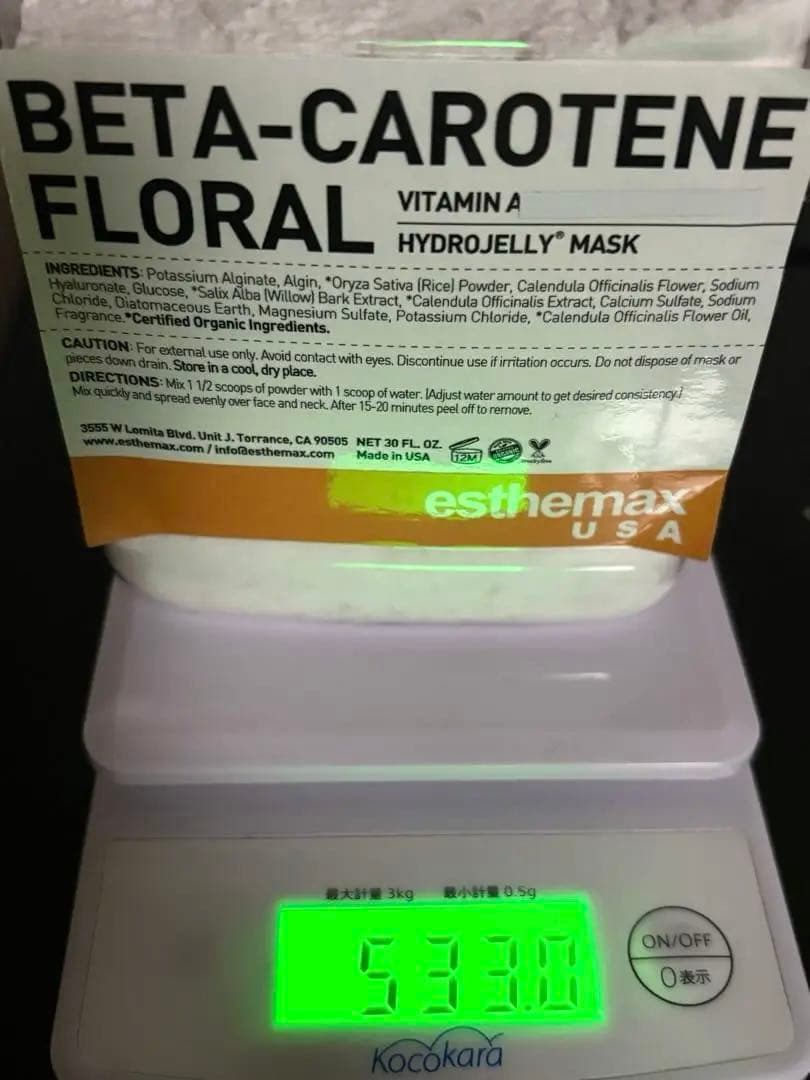 BETA-CAROTENE
FLORAL
VITAMIN A
HYDROJELLY® MASK
INGREDIENTS: Potassium Alginate, Algin, *Oryza Sativa (Rice) Powder, Calendula Officinalis Flower, Sodium
Hyaluronate, Glucose, *Salix Alba (Willow) Bark Extract, *Calendula Officinalis Extract, Calcium Sulfate, Sodium
Chloride, Diatomaceous Earth, Magnesium Sulfate, Potassium Chloride, *Calendula Officinalis Flower Oil,
Fragrance.*Certified Organic Ingredients.
CAUTION: For external use only. Avoid contact with eyes. Discontinue use if irritation occurs. Do not dispose of mask or
pieces down drain. Store in a cool, dry place.
DIRECTIONS: Mix 1 1/2 scoops of powder with 1 scoop of water. (Adjust water amount to get desired consistency.)
Mix quickly and spread evenly over face and neck. After 15-20 minutes peel off to remove.
3555 W Lomita Blvd. Unit J. Torrance, CA 90505 NET 30 FL. OZ.
www.esthemax.com / info@esthemax.com Made in USA
12M
ORGANIC
crueltyfree
esthemax
USA
最大計量 3kg 最小計量 0.5g
533.0
ON/OFF
0表示
Kocokara